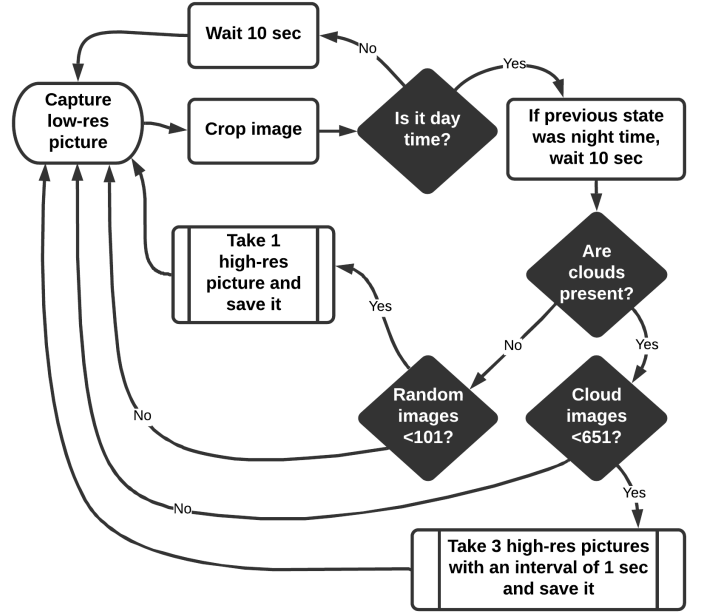 Wait 10 sec
No
Yes
Capture
low-res
picture
Crop image
Is it day
time?
If previous state
was night time,
wait 10 sec
Take 1
high-res
picture and
save it
Are
clouds
present?
Yes
No
Yes
Random
images
<101?
Cloud
images
<651?
No
Yes
No
Take 3 high-res pictures
with an interval of 1 sec
and save it